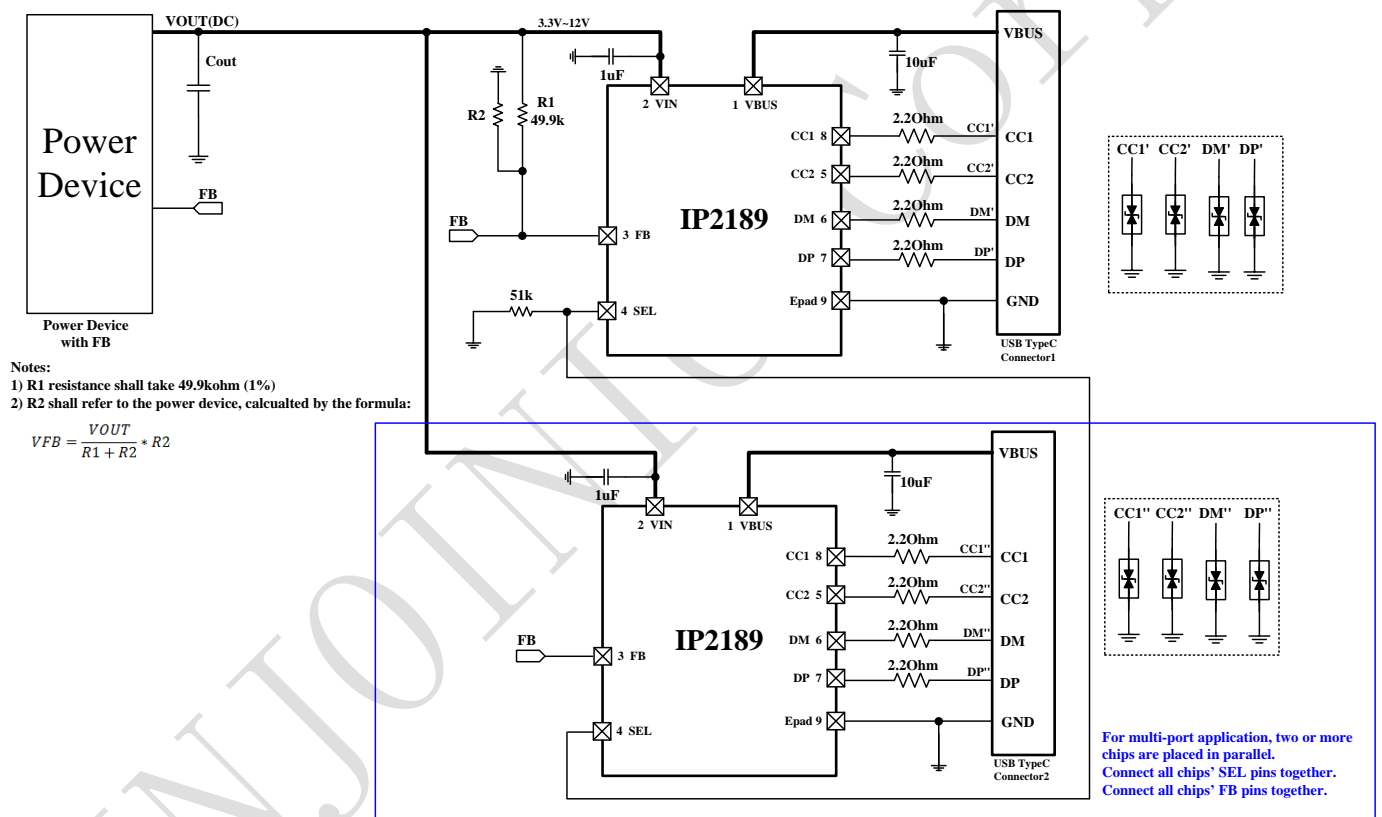 VOUT(DC)
3.3V~12V
Cout
Power
Device
FB
Power Device
with FB
Notes:
1) R1 resistance shall take 49.9kohm (1%)
2) R2 shall refer to the power device, calcualted by the formula:
VFB = VOUT / R1 + R2 * R2
1uF
R2
R1
49.9k
FB
51k
2 VIN
1 VBUS
3 FB
4 SEL
IP2189
CC1 8
CC2 5
DM 6
DP 7
Epad 9
10uF
2.2Ohm
CC1'
2.2Ohm
CC2'
2.2Ohm
DM'
2.2Ohm
DP'
VBUS
CC1
CC2
DM
DP
GND
USB TypeC
Connector1
CC1' CC2' DM' DP'
1uF
2 VIN
1 VBUS
FB
3 FB
4 SEL
IP2189
CC1 8
CC2 5
DM 6
DP 7
Epad 9
10uF
2.2Ohm
CC1''
2.2Ohm
CC2''
2.2Ohm
DM''
2.2Ohm
DP''
VBUS
CC1
CC2
DM
DP
GND
USB TypeC
Connector2
CC1'' CC2'' DM'' DP''
For multi-port application, two or more
chips are placed in parallel.
Connect all chips' SEL pins together.
Connect all chips' FB pins together.